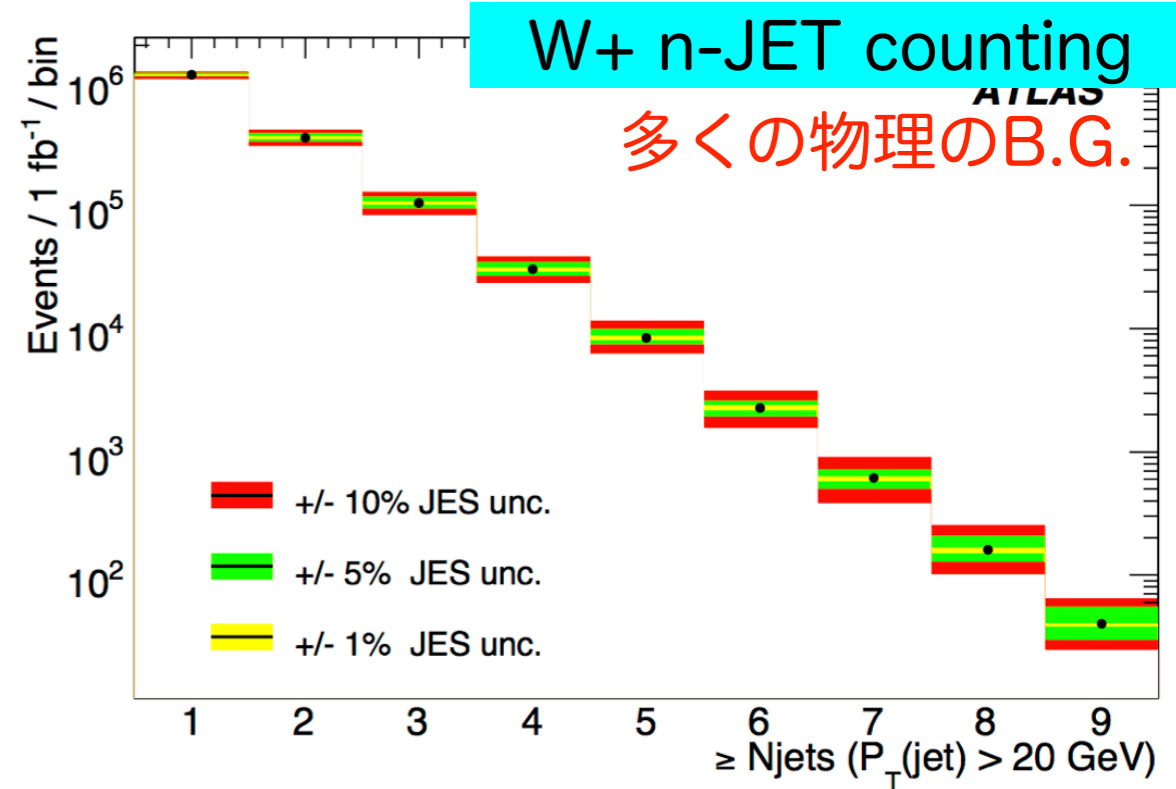 W+ n-JET counting
ATLAS
多くの物理のB.G.
Events / 1 fb⁻¹ / bin
10⁶
10⁵
10⁴
10³
10²
+/- 10% JES unc.
+/- 5% JES unc.
+/- 1% JES unc.
1 2 3 4 5 6 7 8 9
≥ Njets (P_T(jet) > 20 GeV)